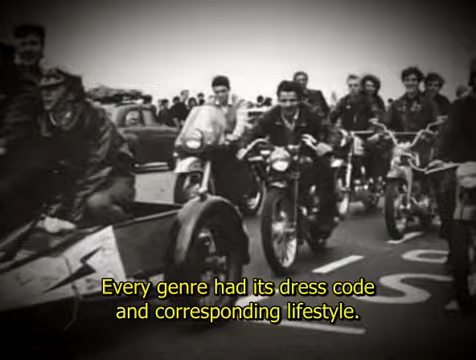 Every genre had its dress code
and corresponding lifestyle.